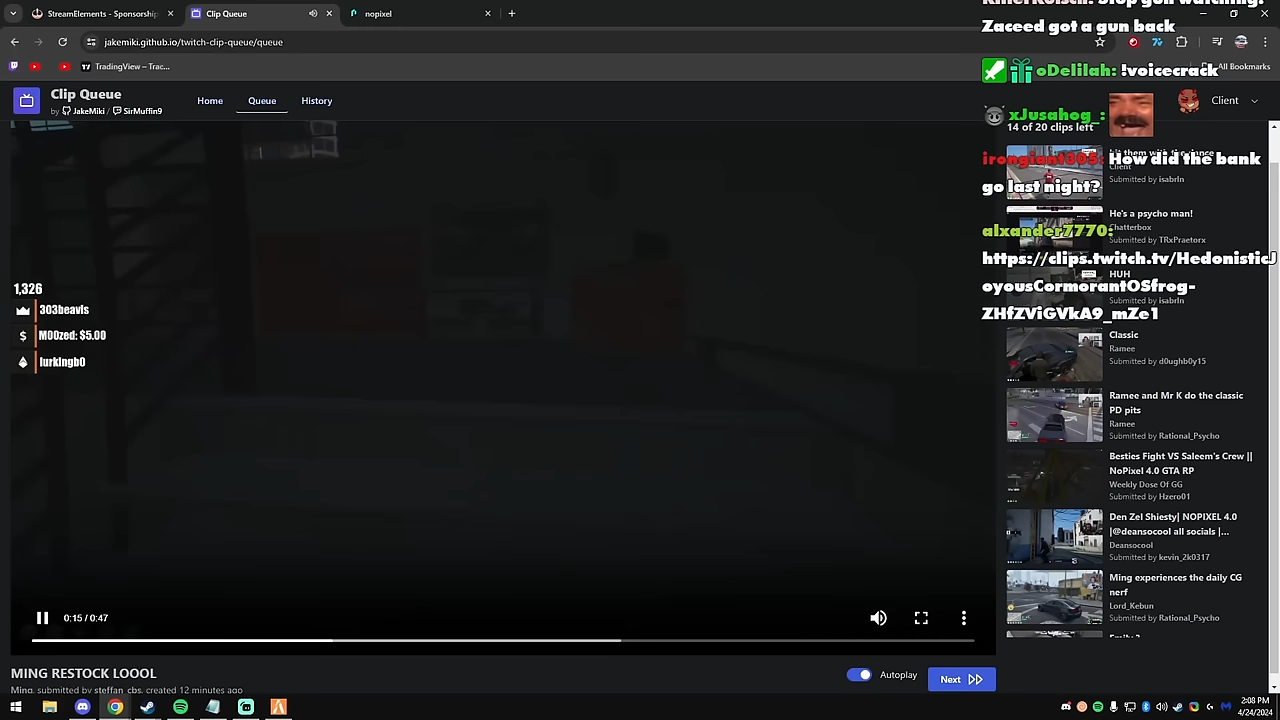 StreamElements - Sponsorship
Clip Queue
nopixel
Zaceed got a gun back
jakemiki.github.io/twitch-clip-queue/queue
TradingView – Trac...
All Bookmarks
oDelilah: !voicecrack
Clip Queue
by JakeMiki / SirMuffin9
Home
Queue
History
Client
xJusahog_:
14 of 20 clips left
irongiant305: How did the bank
go last night?
Client
Submitted by isabrln
He's a psycho man!
Chatterbox
Submitted by TRxPraetorx
alxander7770:
https://clips.twitch.tv/HedonisticJ
oyousCormorantOSfrog-
ZHfZViGVkA9_mZe1
HUH
Submitted by isabrln
1,326
303beavis
M00zed: $5.00
lurkingb0
Classic
Ramee
Submitted by d0ughb0y15
Ramee and Mr K do the classic
PD pits
Ramee
Submitted by Rational_Psycho
Besties Fight VS Saleem's Crew ||
NoPixel 4.0 GTA RP
Weekly Dose Of GG
Submitted by Hzero01
Den Zel Shiesty| NOPIXEL 4.0
|@deansocool all socials |...
Deansocool
Submitted by kevin_2k0317
Ming experiences the daily CG
nerf
Lord_Kebun
Submitted by Rational_Psycho
0:15 / 0:47
MING RESTOCK LOOOL
Ming, submitted by steffan_cbs, created 12 minutes ago
Autoplay
Next
2:08 PM
4/24/2024